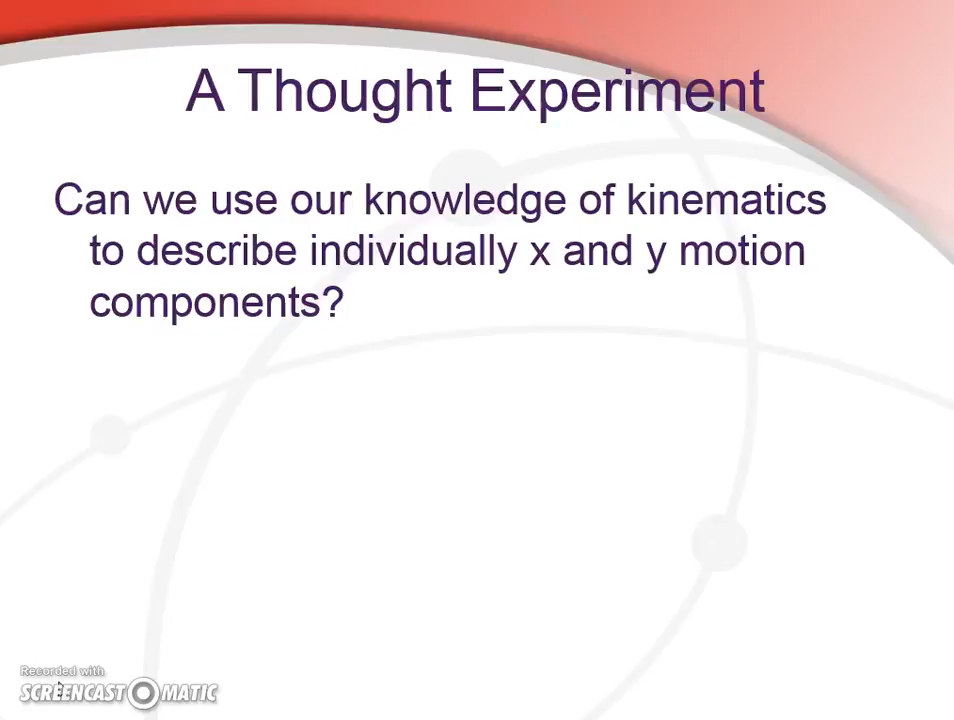 A Thought Experiment
Can we use our knowledge of kinematics
to describe individually x and y motion
components?
Recorded with
SCREENCAST-O-MATIC